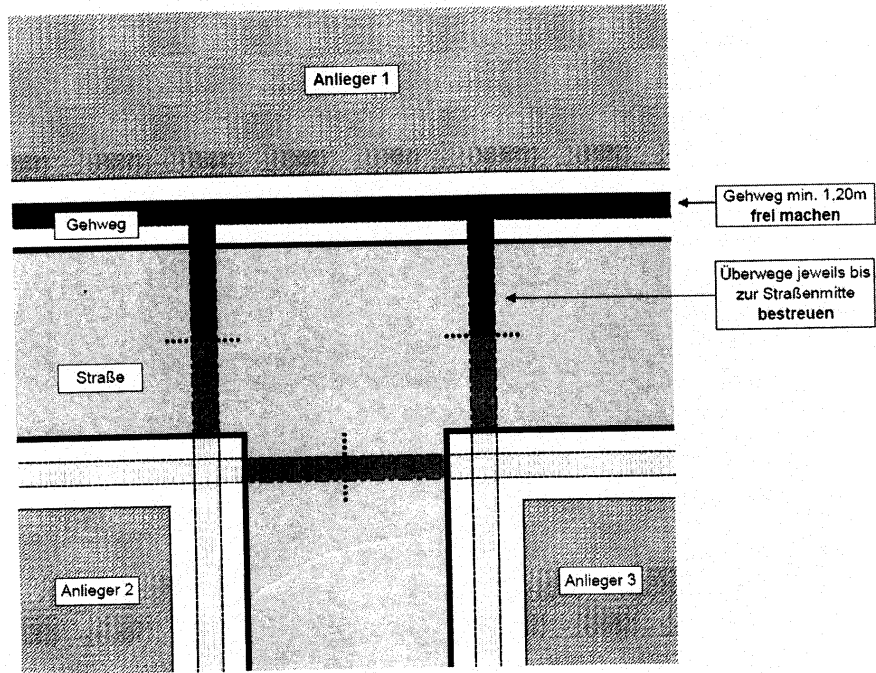 Anlieger 1
Gehweg min. 1,20m
frei machen
Gehweg
Überwege jeweils bis
zur Straßenmitte
bestreuen
Straße
Anlieger 2
Anlieger 3